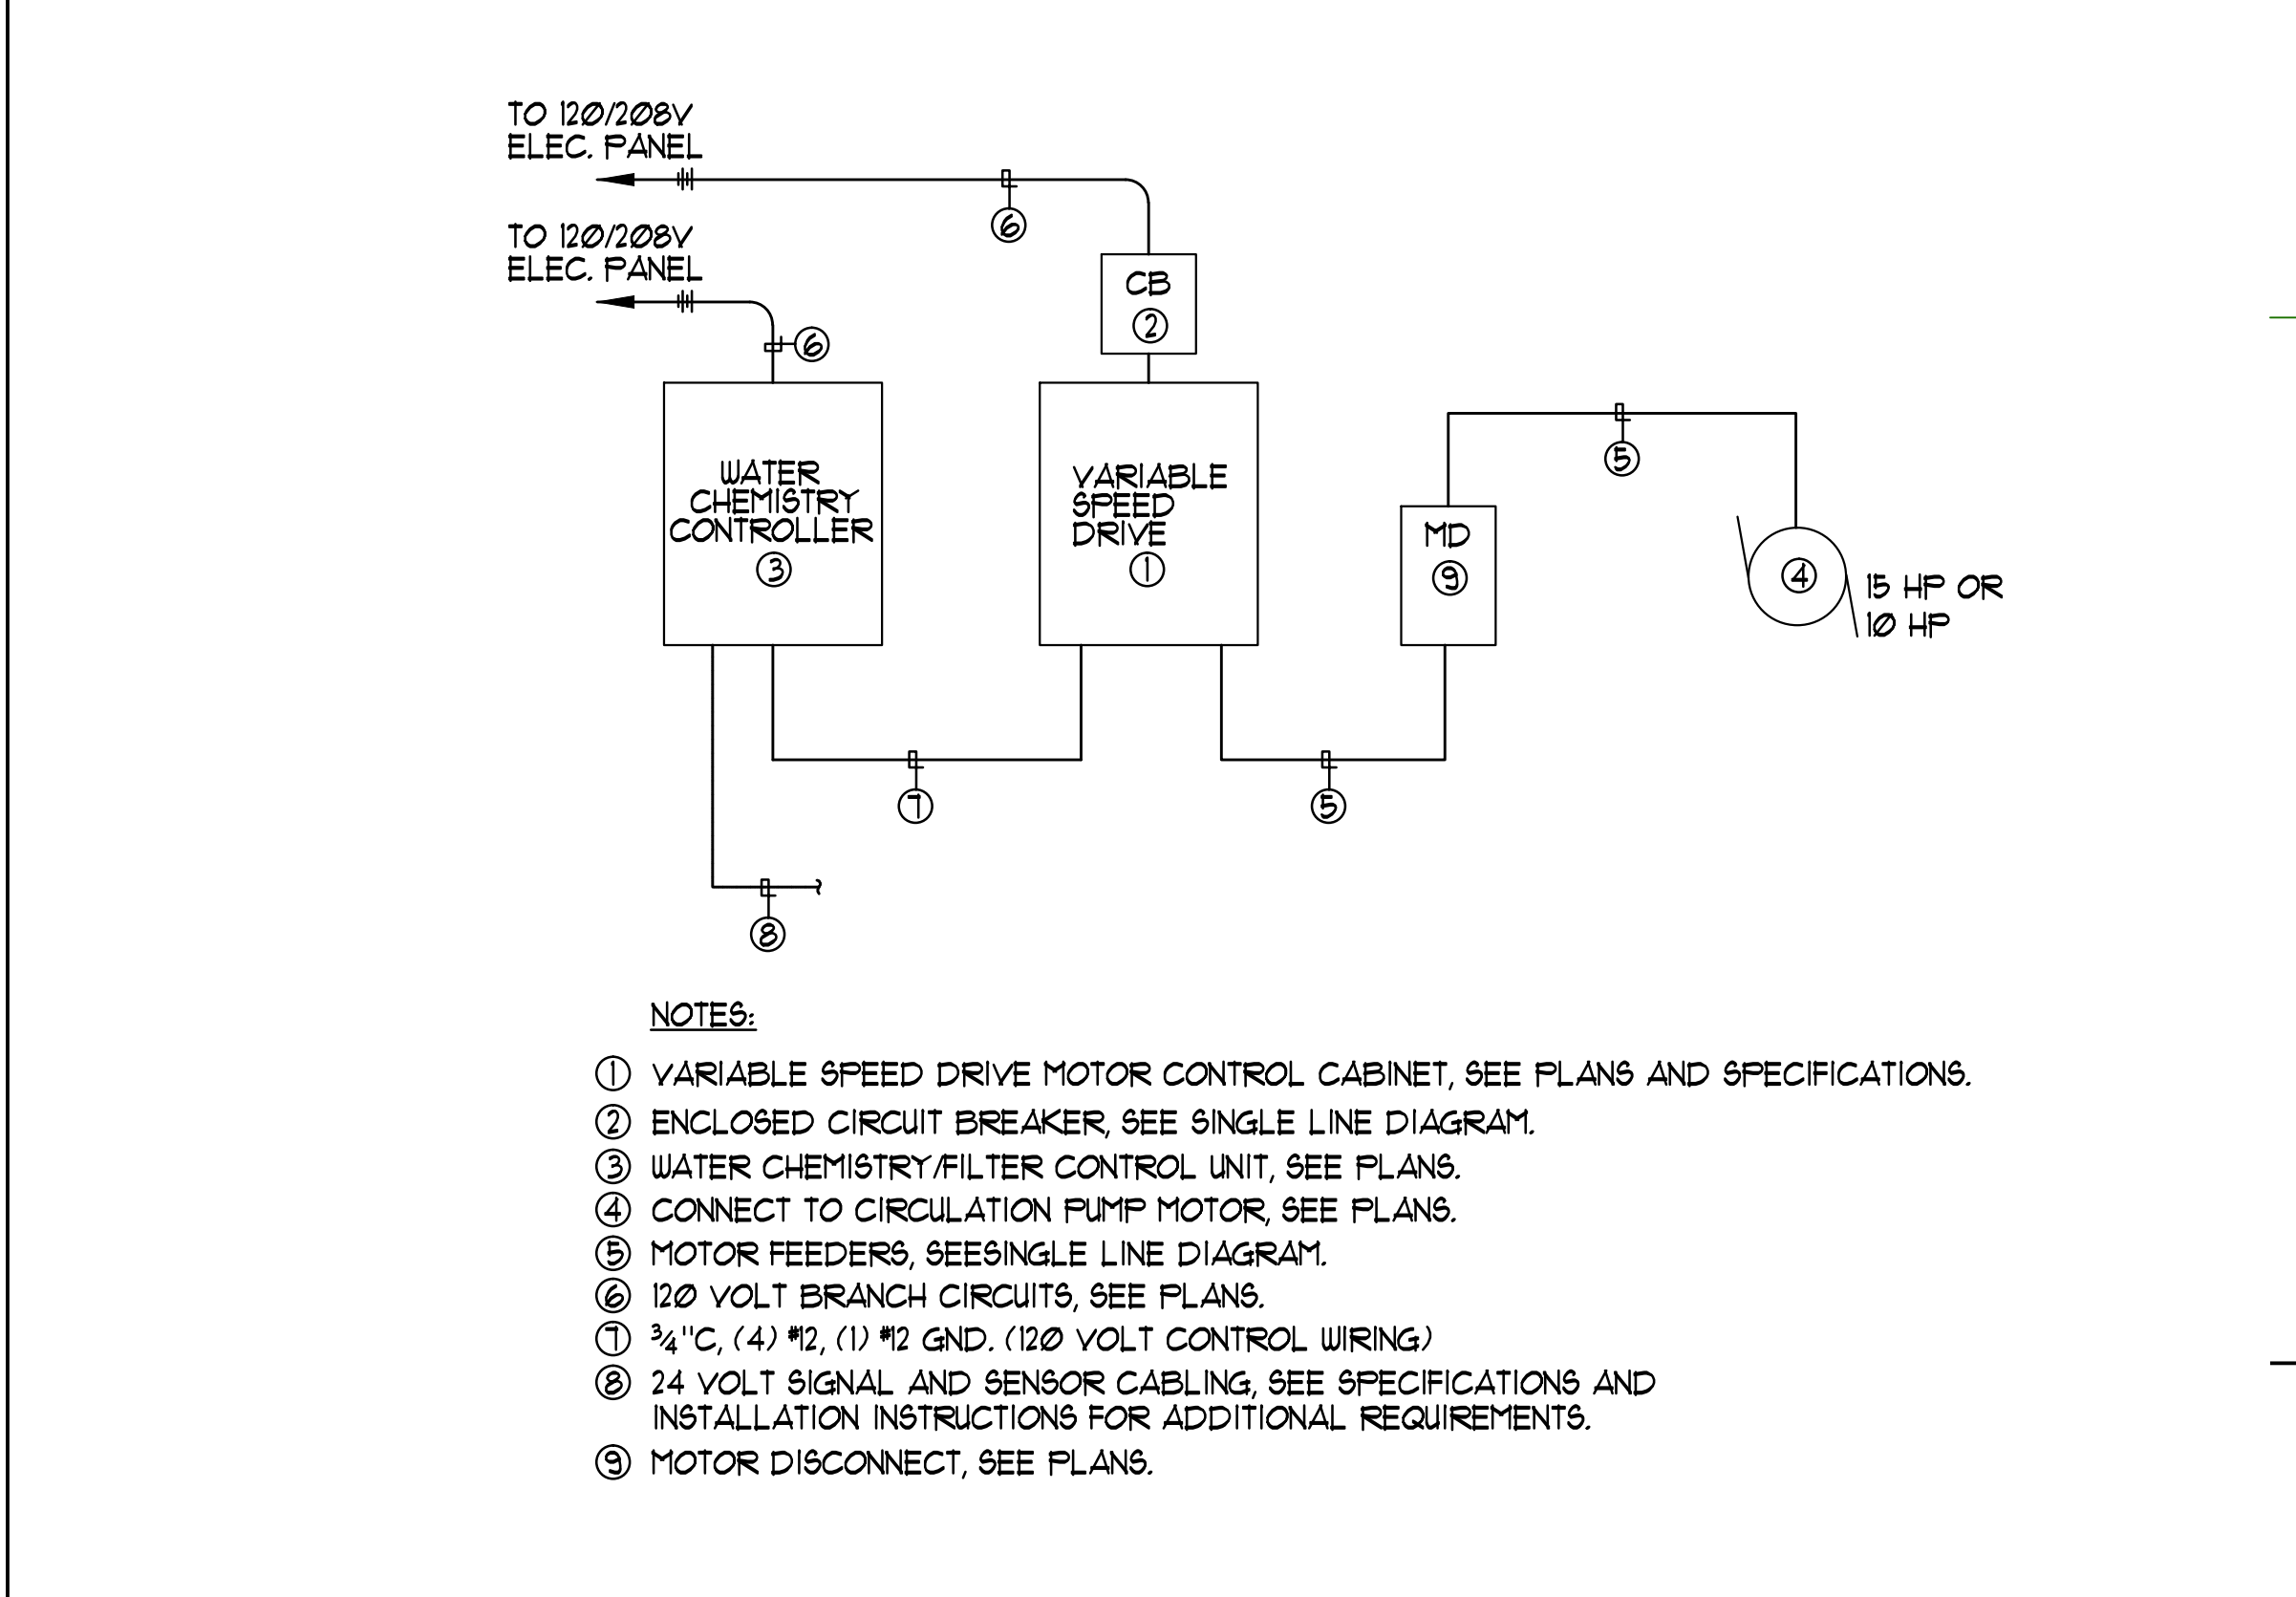 TO 120/208V
ELEC. PANEL
6
TO 120/208V
ELEC. PANEL
6
CB
2
WATER
CHEMISTRY
CONTROLLER
3
VARIABLE
SPEED
DRIVE
1
MD
9
5
4
15 HP OR
10 HP
7
5
8
NOTES:
1 VARIABLE SPEED DRIVE MOTOR CONTROL CABINET, SEE PLANS AND SPECIFICATIONS.
2 ENCLOSED CIRCUIT BREAKER, SEE SINGLE LINE DIAGRAM.
3 WATER CHEMISTRY/FILTER CONTROL UNIT, SEE PLANS.
4 CONNECT TO CIRCULATION PUMP MOTOR, SEE PLANS.
5 MOTOR FEEDERS, SEESINGLE LINE DIAGRAM.
6 120 VOLT BRANCH CIRCUITS, SEE PLANS.
7 ¾"C, (4) #12, (1) #12 GND. (120 VOLT CONTROL WIRING)
8 24 VOLT SIGNAL AND SENSOR CABLING, SEE SPECIFICATIONS AND
INSTALLATION INSTRUCTIONS FOR ADDITIONAL REQUIREMENTS.
9 MOTOR DISCONNECT, SEE PLANS.